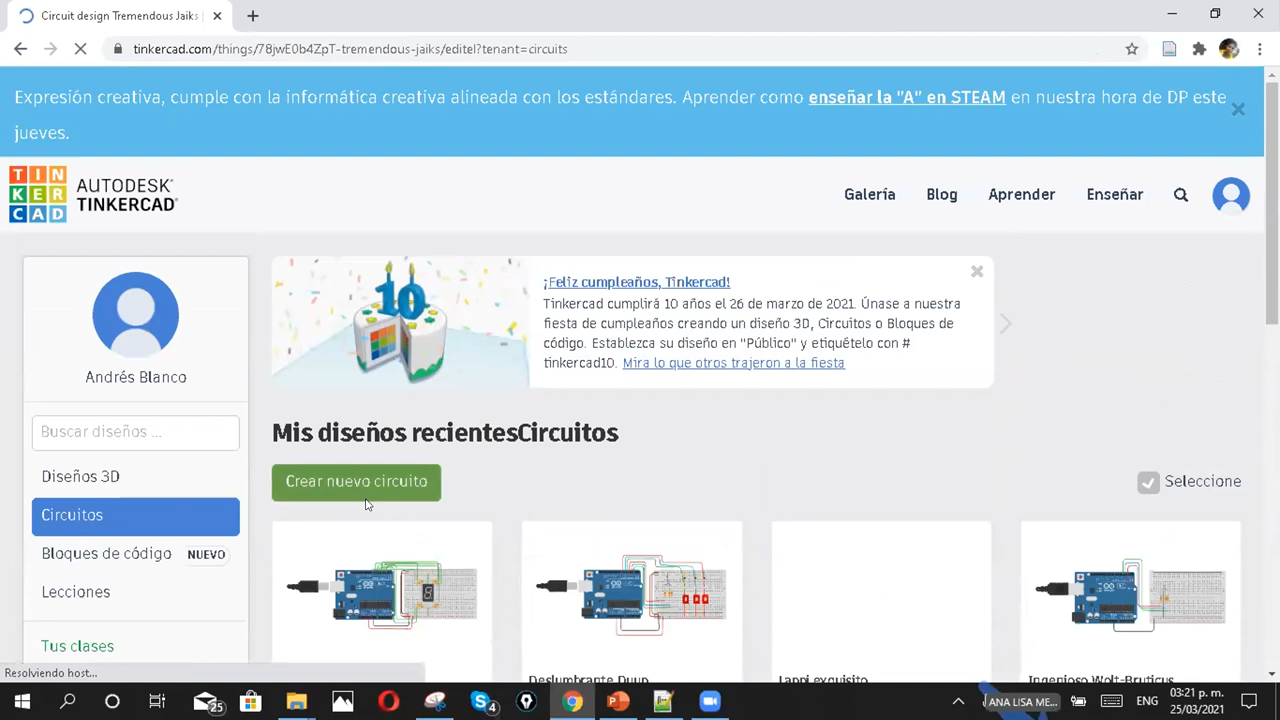 Circuit design Tremendous Jaiks |
tinkercad.com/things/78jwE0b4ZpT-tremendous-jaiks/editel?tenant=circuits
Expresión creativa, cumple con la informática creativa alineada con los estándares. Aprender como enseñar la "A" en STEAM en nuestra hora de DP este
jueves.
TIN
KER
CAD
AUTODESK®
TINKERCAD®
Galería
Blog
Aprender
Enseñar
10
¡Feliz cumpleaños, Tinkercad!
Tinkercad cumplirá 10 años el 26 de marzo de 2021. Únase a nuestra
fiesta de cumpleaños creando un diseño 3D, Circuitos o Bloques de
código. Establezca su diseño en "Público" y etiquételo con #
tinkercad10. Mira lo que otros trajeron a la fiesta
Andrés Blanco
Buscar diseños ...
Diseños 3D
Circuitos
Bloques de código NUEVO
Lecciones
Tus clases
Mis diseños recientesCircuitos
Crear nuevo circuito
Seleccione
Deslumbrante Duup
Lappi exquisito
Ingenioso Wolt-Bruticus
Resolviendo host...
25
4
ANA LISA ME...
ENG
03:21 p. m.
25/03/2021